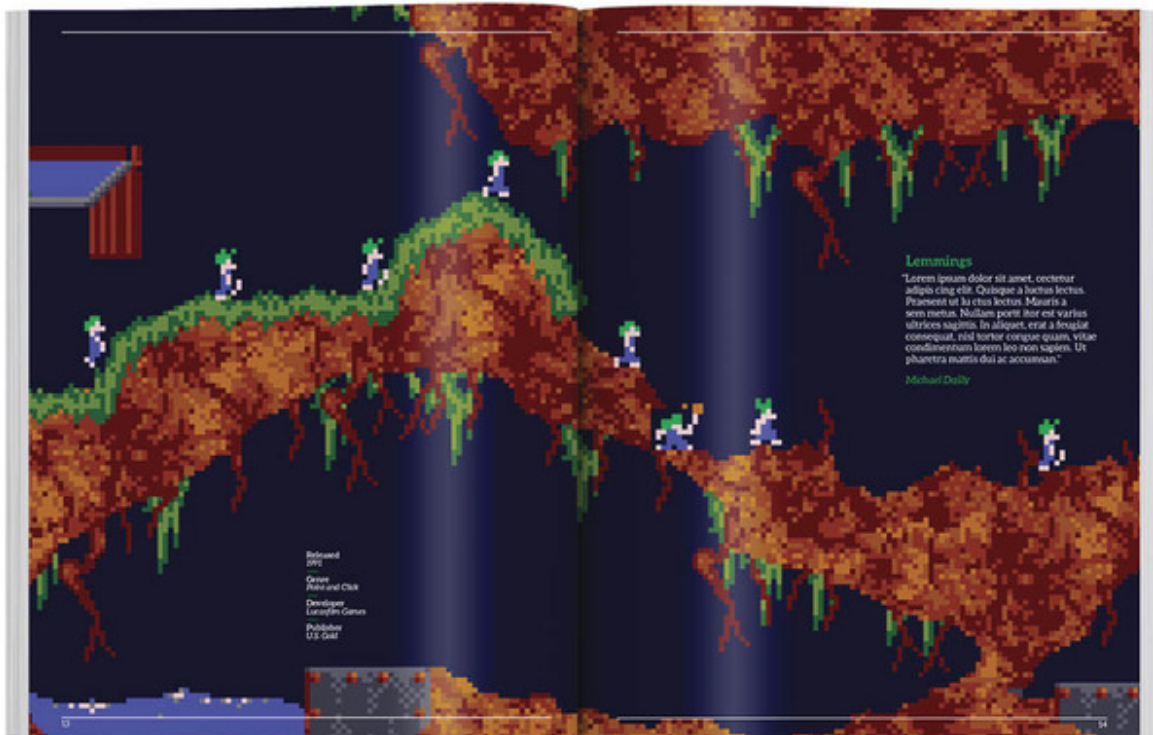 Released
1991
Genre
Point and Click
Developer
Lucasfilm Games
Publisher
U.S. Gold
13
Lemmings
"Lorem ipsum dolor sit amet, cectetur
adipis cing elit. Quisque a luctus lectus.
Praesent ut lu ctus lectus. Mauris a
sem metus. Nullam portt itor est varius
ultrices sagittis. In aliquet, erat a feugiat
consequat, nisl tortor congue quam, vitae
condimentum lorem leo non sapien. Ut
pharetra mattis dui ac accumsan."
Michael Dailly
14